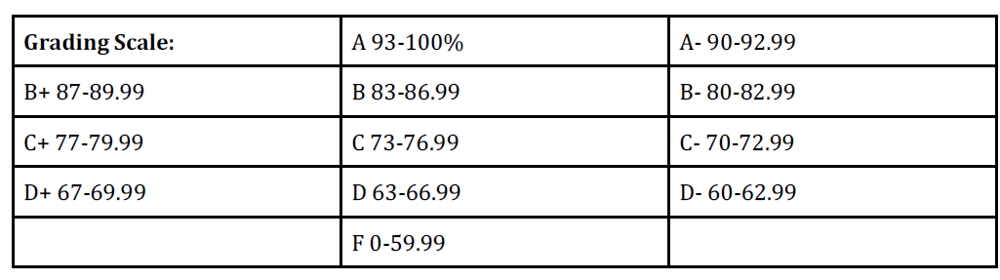 Grading Scale: A 93-100% A- 90-92.99
B+ 87-89.99 B 83-86.99 B- 80-82.99
C+ 77-79.99 C 73-76.99 C- 70-72.99
D+ 67-69.99 D 63-66.99 D- 60-62.99
F 0-59.99